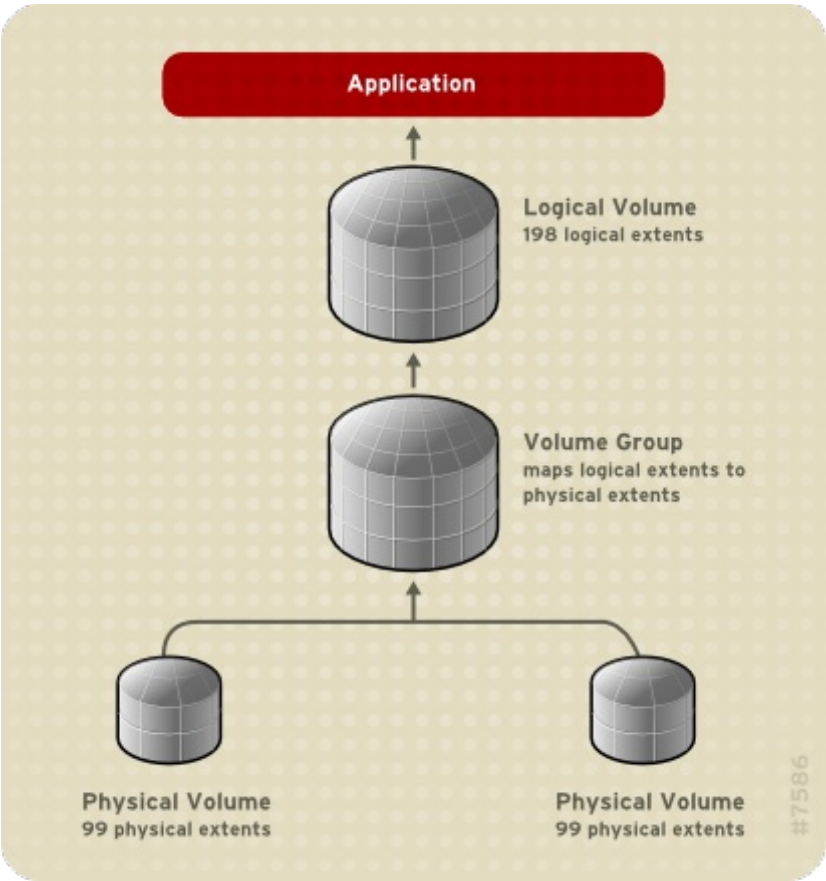 Application
Logical Volume
198 logical extents
Volume Group
maps logical extents to
physical extents
Physical Volume
99 physical extents
Physical Volume
99 physical extents
#7586